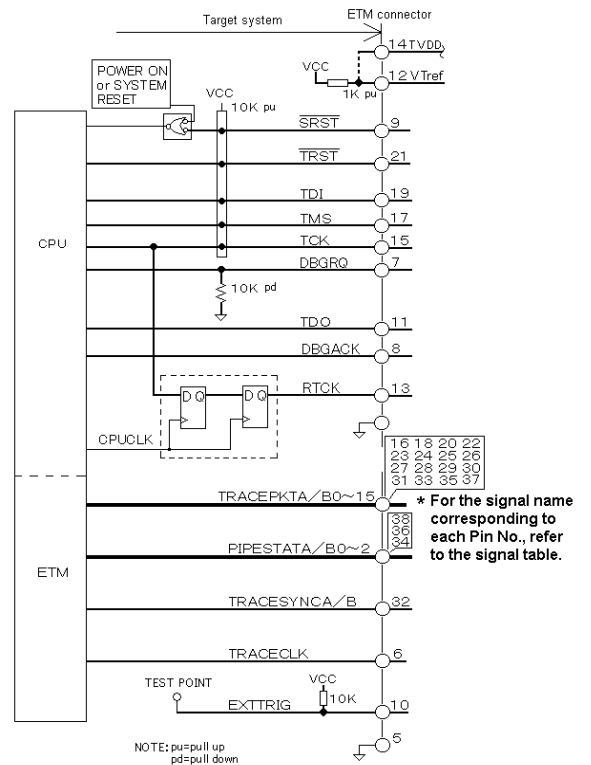 Target system
ETM connector
14 TVDD
VCC
12 VTref
1K pu
POWER ON
or SYSTEM
RESET
VCC
10K pu
SRST
9
TRST
21
TDI
19
TMS
17
CPU
TCK
15
DBGRQ
7
10K pd
TDO
11
DBGACK
8
RTCK
13
D Q
D Q
CPUCLK
16 18 20 22
23 24 25 26
27 28 29 30
31 33 35 37
TRACEPKTA/B0~15
* For the signal name
corresponding to
each Pin No., refer
to the signal table.
38
36
34
PIPESTATA/B0~2
ETM
TRACESYNCA/B
32
TRACECLK
6
TEST POINT
VCC
10K
EXTTRIG
10
5
NOTE: pu=pull up
pd=pull down